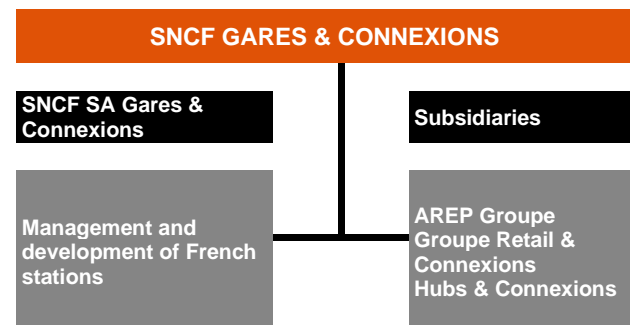 SNCF GARES & CONNEXIONS
SNCF SA Gares &
Connexions
Subsidiaries
Management and
development of French
stations
AREP Groupe
Groupe Retail &
Connexions
Hubs & Connexions